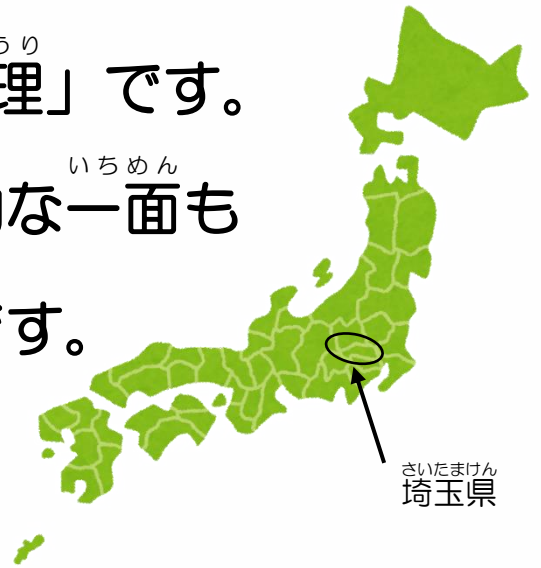 うり
理」です。
いちめん
な一面も
す。
さいたまけん
埼玉県